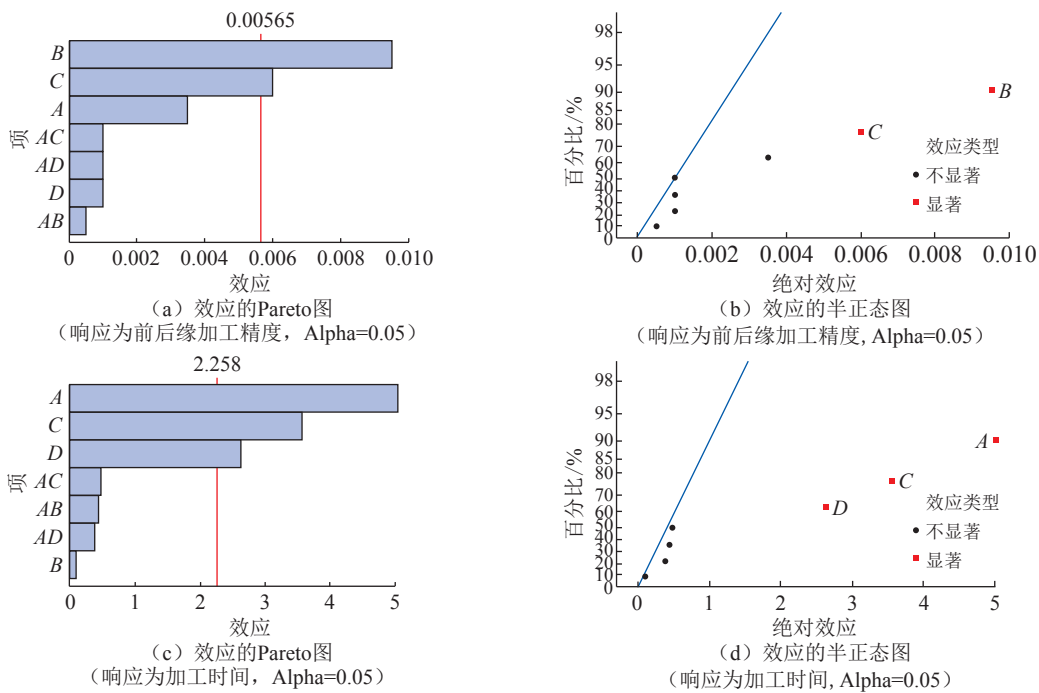 0.00565
B
C
A
AC
AD
D
AB
项
0 0.002 0.004 0.006 0.008 0.010
效应
（a）效应的Pareto图
（响应为前后缘加工精度，Alpha=0.05）
98
95
90
85
80
70
60
50
40
30
20
10
0
百分比/%
B
C
效应类型
不显著
显著
0 0.002 0.004 0.006 0.008 0.010
绝对效应
（b）效应的半正态图
（响应为前后缘加工精度, Alpha=0.05）
2.258
A
C
D
AC
AB
AD
B
项
0 1 2 3 4 5
效应
（c）效应的Pareto图
（响应为加工时间，Alpha=0.05）
98
95
90
85
80
70
60
50
40
30
20
10
0
百分比/%
A
C
D
效应类型
不显著
显著
0 1 2 3 4 5
绝对效应
（d）效应的半正态图
（响应为加工时间, Alpha=0.05）